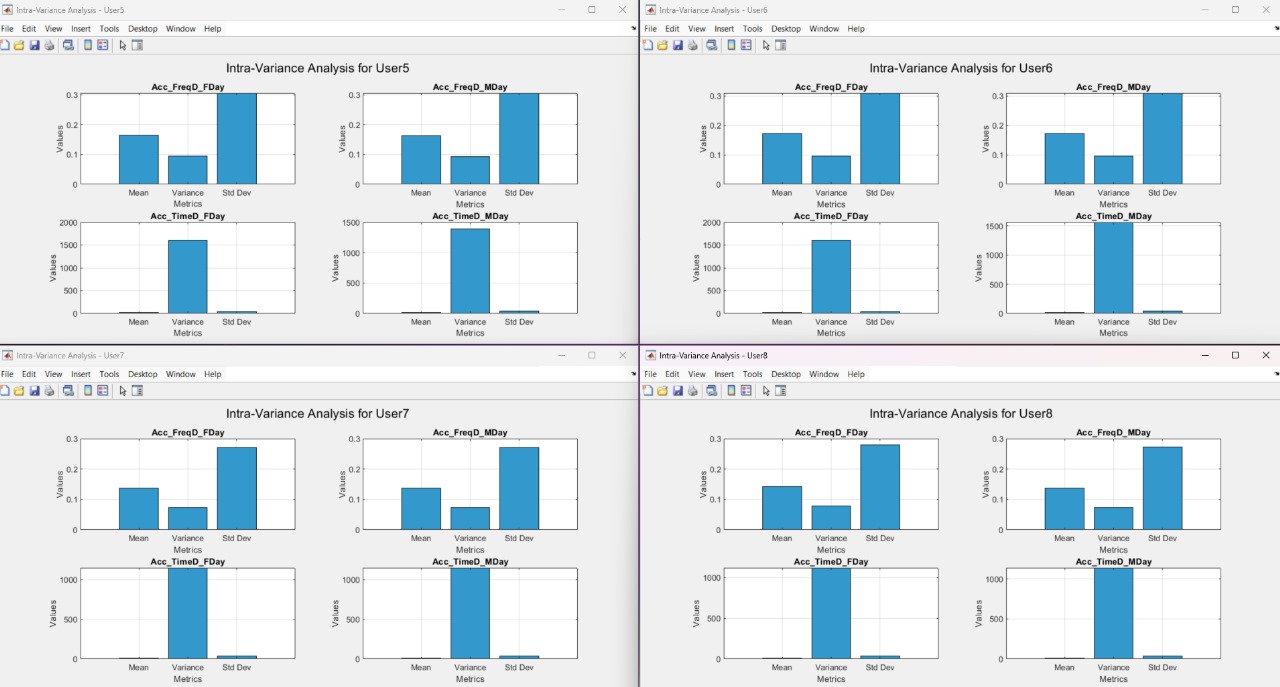 Intra-Variance Analysis - User5
File Edit View Insert Tools Desktop Window Help
Intra-Variance Analysis for User5
Acc_FreqD_FDay
0.3
0.2
0.1
0
Values
Mean Variance Std Dev
Metrics
Acc_FreqD_MDay
0.3
0.2
0.1
0
Values
Mean Variance Std Dev
Metrics
Acc_TimeD_FDay
2000
1500
1000
500
0
Values
Mean Variance Std Dev
Metrics
Acc_TimeD_MDay
1500
1000
500
0
Values
Mean Variance Std Dev
Metrics
Intra-Variance Analysis - User6
File Edit View Insert Tools Desktop Window Help
Intra-Variance Analysis for User6
Acc_FreqD_FDay
0.3
0.2
0.1
0
Values
Mean Variance Std Dev
Metrics
Acc_FreqD_MDay
0.3
0.2
0.1
0
Values
Mean Variance Std Dev
Metrics
Acc_TimeD_FDay
2000
1500
1000
500
0
Values
Mean Variance Std Dev
Metrics
Acc_TimeD_MDay
1500
1000
500
0
Values
Mean Variance Std Dev
Metrics
Intra-Variance Analysis - User7
File Edit View Insert Tools Desktop Window Help
Intra-Variance Analysis for User7
Acc_FreqD_FDay
0.3
0.2
0.1
0
Values
Mean Variance Std Dev
Metrics
Acc_FreqD_MDay
0.3
0.2
0.1
0
Values
Mean Variance Std Dev
Metrics
Acc_TimeD_FDay
1000
500
0
Values
Mean Variance Std Dev
Metrics
Acc_TimeD_MDay
1000
500
0
Values
Mean Variance Std Dev
Metrics
Intra-Variance Analysis - User8
File Edit View Insert Tools Desktop Window Help
Intra-Variance Analysis for User8
Acc_FreqD_FDay
0.3
0.2
0.1
0
Values
Mean Variance Std Dev
Metrics
Acc_FreqD_MDay
0.3
0.2
0.1
0
Values
Mean Variance Std Dev
Metrics
Acc_TimeD_FDay
1000
500
0
Values
Mean Variance Std Dev
Metrics
Acc_TimeD_MDay
1000
500
0
Values
Mean Variance Std Dev
Metrics